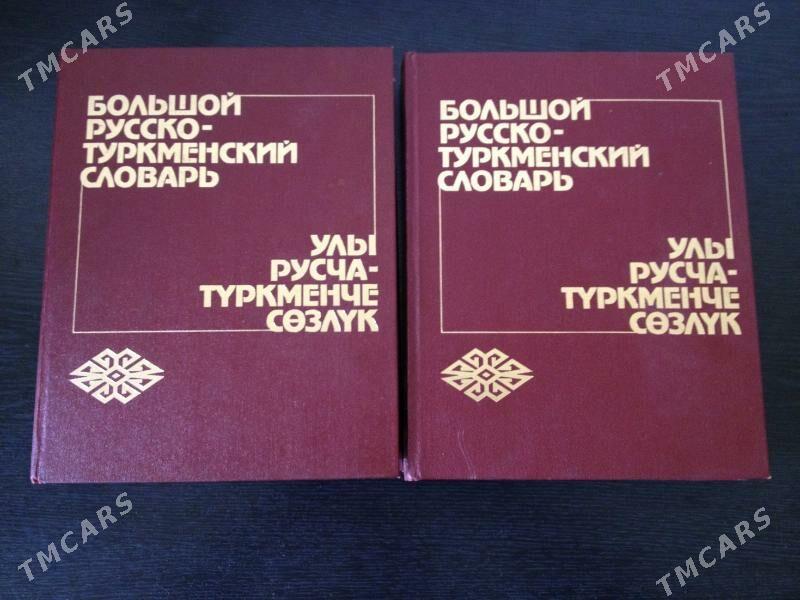 TMCARS
TMCARS
БОЛЬШОЙ
РУССКО-
ТУРКМЕНСКИЙ
СЛОВАРЬ
УЛЫ
РУСЧА-
ТҮРКМЕНЧЕ
СӨЗЛҮК
БОЛЬШОЙ
РУССКО-
ТУРКМЕНСКИЙ
СЛОВАРЬ
УЛЫ
РУСЧА-
ТҮРКМЕНЧЕ
СӨЗЛҮК
TMCARS
TMCARS